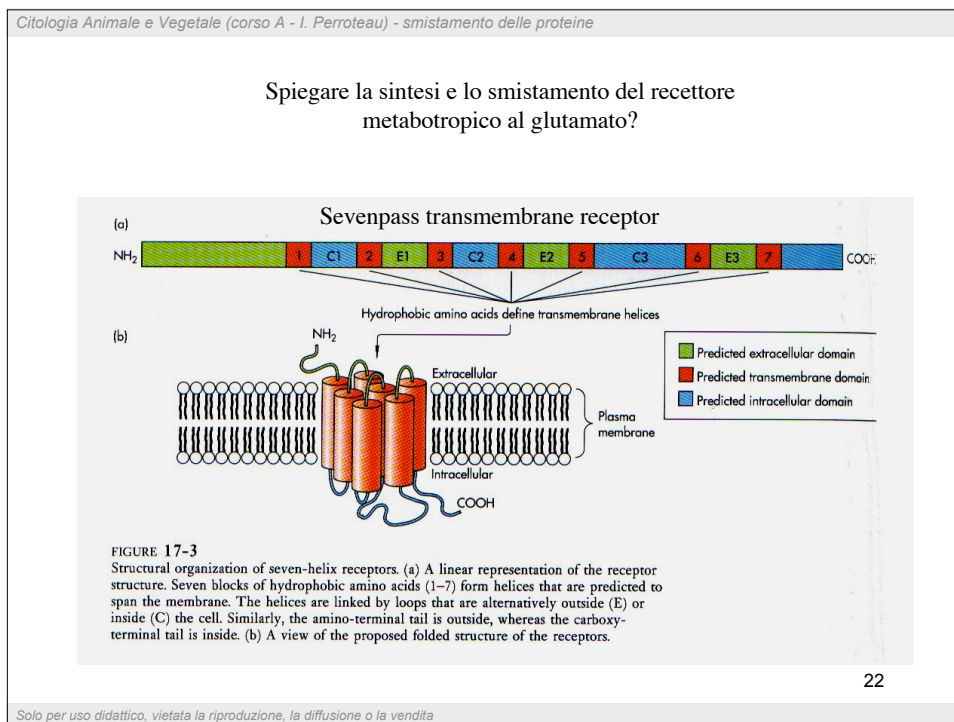 Citologia Animale e Vegetale (corso A - I. Perroteau) - smistamento delle proteine
Spiegare la sintesi e lo smistamento del recettore
metabotropico al glutamato?
Sevenpass transmembrane receptor
(a)
NH2 1 C1 2 E1 3 C2 4 E2 5 C3 6 E3 7 COOH
Hydrophobic amino acids define transmembrane helices
(b)
NH2
Extracellular
Plasma
membrane
Intracellular
COOH
Predicted extracellular domain
Predicted transmembrane domain
Predicted intracellular domain
FIGURE 17-3
Structural organization of seven-helix receptors. (a) A linear representation of the receptor
structure. Seven blocks of hydrophobic amino acids (1–7) form helices that are predicted to
span the membrane. The helices are linked by loops that are alternatively outside (E) or
inside (C) the cell. Similarly, the amino-terminal tail is outside, whereas the carboxy-
terminal tail is inside. (b) A view of the proposed folded structure of the receptors.
22
Solo per uso didattico, vietata la riproduzione, la diffusione o la vendita